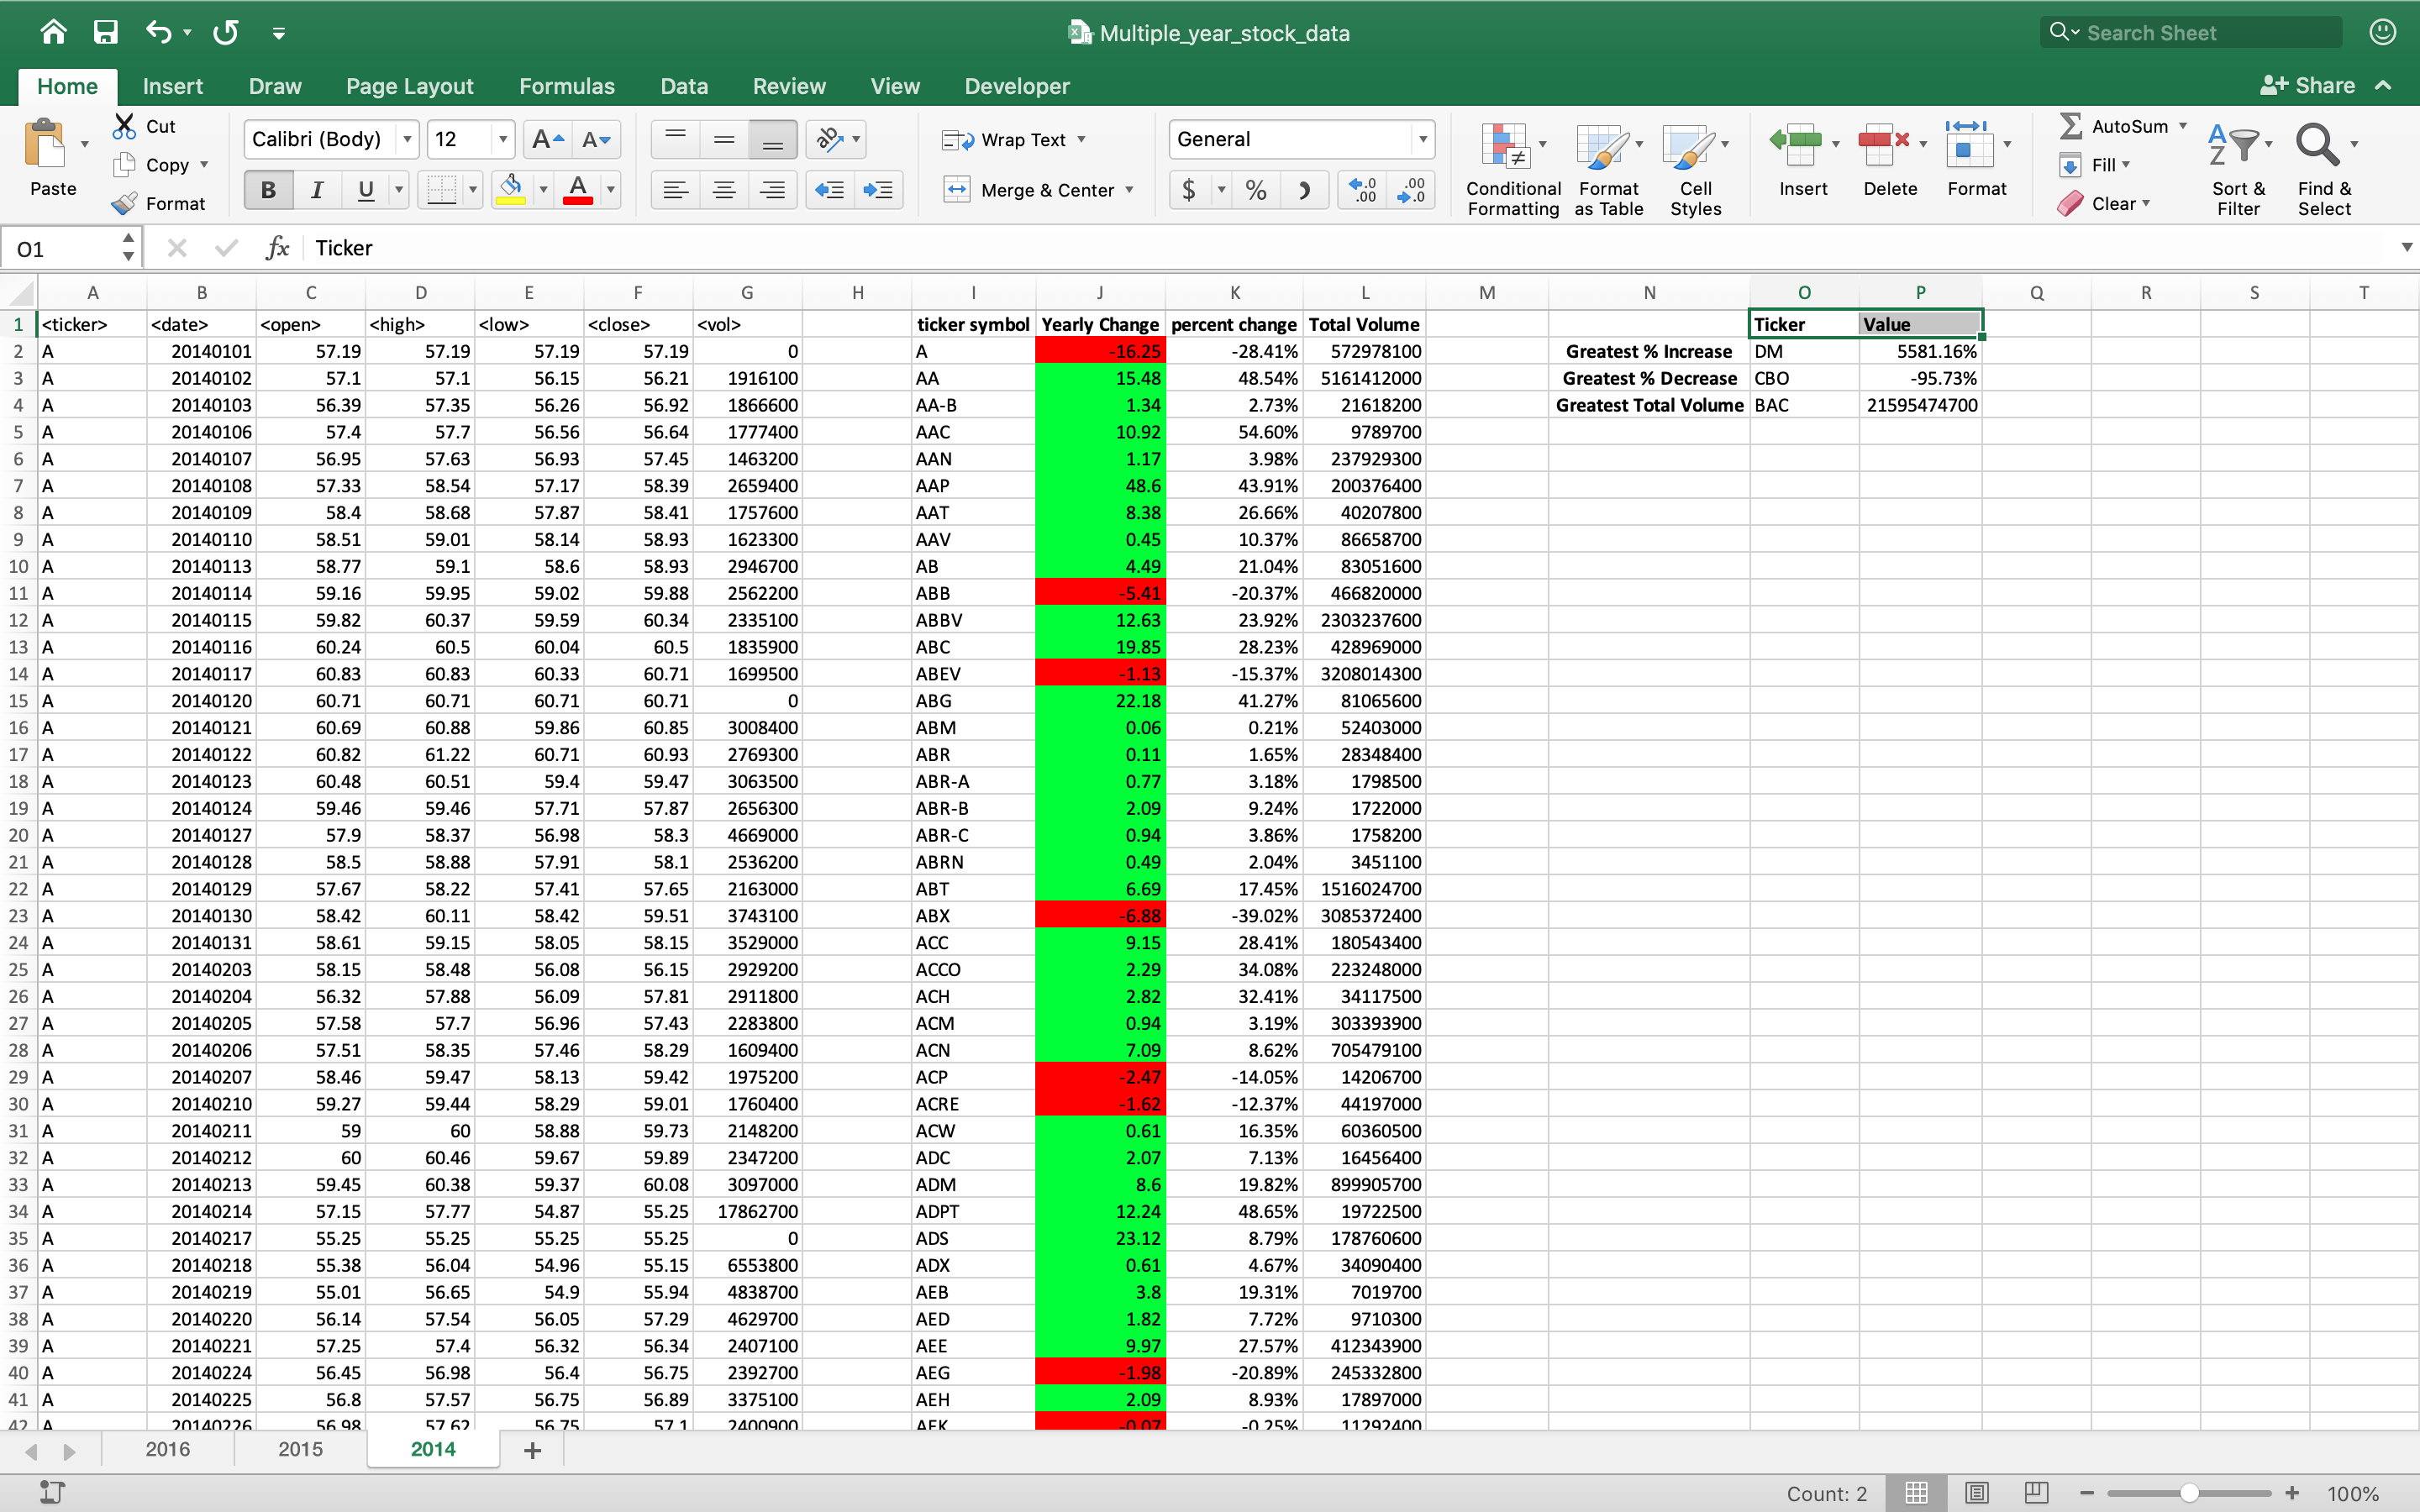 Multiple_year_stock_data
Search Sheet
Home Insert Draw Page Layout Formulas Data Review View Developer
Share
Paste
Cut
Copy
Format
Calibri (Body) 12
Wrap Text
Merge & Center
General
Conditional Formatting
Format as Table
Cell Styles
Insert
Delete
Format
AutoSum
Fill
Clear
Sort & Filter
Find & Select
O1 fx Ticker
A B C D E F G H I J K L M N O P Q R S T
1 <ticker> <date> <open> <high> <low> <close> <vol> ticker symbol Yearly Change percent change Total Volume Ticker Value
2 A 20140101 57.19 57.19 57.19 57.19 0 A -16.25 -28.41% 572978100 Greatest % Increase DM 5581.16%
3 A 20140102 57.1 57.1 56.15 56.21 1916100 AA 15.48 48.54% 5161412000 Greatest % Decrease CBO -95.73%
4 A 20140103 56.39 57.35 56.26 56.92 1866600 AA-B 1.34 2.73% 21618200 Greatest Total Volume BAC 21595474700
5 A 20140106 57.4 57.7 56.56 56.64 1777400 AAC 10.92 54.60% 9789700
6 A 20140107 56.95 57.63 56.93 57.45 1463200 AAN 1.17 3.98% 237929300
7 A 20140108 57.33 58.54 57.17 58.39 2659400 AAP 48.6 43.91% 200376400
8 A 20140109 58.4 58.68 57.87 58.41 1757600 AAT 8.38 26.66% 40207800
9 A 20140110 58.51 59.01 58.14 58.93 1623300 AAV 0.45 10.37% 86658700
10 A 20140113 58.77 59.1 58.6 58.93 2946700 AB 4.49 21.04% 83051600
11 A 20140114 59.16 59.95 59.02 59.88 2562200 ABB -5.41 -20.37% 466820000
12 A 20140115 59.82 60.37 59.59 60.34 2335100 ABBV 12.63 23.92% 2303237600
13 A 20140116 60.24 60.5 60.04 60.5 1835900 ABC 19.85 28.23% 428969000
14 A 20140117 60.83 60.83 60.33 60.71 1699500 ABEV -1.13 -15.37% 3208014300
15 A 20140120 60.71 60.71 60.71 60.71 0 ABG 22.18 41.27% 81065600
16 A 20140121 60.69 60.88 59.86 60.85 3008400 ABM 0.06 0.21% 52403000
17 A 20140122 60.82 61.22 60.71 60.93 2769300 ABR 0.11 1.65% 28348400
18 A 20140123 60.48 60.51 59.4 59.47 3063500 ABR-A 0.77 3.18% 1798500
19 A 20140124 59.46 59.46 57.71 57.87 2656300 ABR-B 2.09 9.24% 1722000
20 A 20140127 57.9 58.37 56.98 58.3 4669000 ABR-C 0.94 3.86% 1758200
21 A 20140128 58.5 58.88 57.91 58.1 2536200 ABRN 0.49 2.04% 3451100
22 A 20140129 57.67 58.22 57.41 57.65 2163000 ABT 6.69 17.45% 1516024700
23 A 20140130 58.42 60.11 58.42 59.51 3743100 ABX -6.88 -39.02% 3085372400
24 A 20140131 58.61 59.15 58.05 58.15 3529000 ACC 9.15 28.41% 180543400
25 A 20140203 58.15 58.48 56.08 56.15 2929200 ACCO 2.29 34.08% 223248000
26 A 20140204 56.32 57.88 56.09 57.81 2911800 ACH 2.82 32.41% 34117500
27 A 20140205 57.58 57.7 56.96 57.43 2283800 ACM 0.94 3.19% 303393900
28 A 20140206 57.51 58.35 57.46 58.29 1609400 ACN 7.09 8.62% 705479100
29 A 20140207 58.46 59.47 58.13 59.42 1975200 ACP -2.47 -14.05% 14206700
30 A 20140210 59.27 59.44 58.29 59.01 1760400 ACRE -1.62 -12.37% 44197000
31 A 20140211 59 60 58.88 59.73 2148200 ACW 0.61 16.35% 60360500
32 A 20140212 60 60.46 59.67 59.89 2347200 ADC 2.07 7.13% 16456400
33 A 20140213 59.45 60.38 59.37 60.08 3097000 ADM 8.6 19.82% 899905700
34 A 20140214 57.15 57.77 54.87 55.25 17862700 ADPT 12.24 48.65% 19722500
35 A 20140217 55.25 55.25 55.25 55.25 0 ADS 23.12 8.79% 178760600
36 A 20140218 55.38 56.04 54.96 55.15 6553800 ADX 0.61 4.67% 34090400
37 A 20140219 55.01 56.65 54.9 55.94 4838700 AEB 3.8 19.31% 7019700
38 A 20140220 56.14 57.54 56.05 57.29 4629700 AED 1.82 7.72% 9710300
39 A 20140221 57.25 57.4 56.32 56.34 2407100 AEE 9.97 27.57% 412343900
40 A 20140224 56.45 56.98 56.4 56.75 2392700 AEG -1.98 -20.89% 245332800
41 A 20140225 56.8 57.57 56.75 56.89 3375100 AEH 2.09 8.93% 17897000
42 A 20140226 56.98 57.62 56.75 57.1 2400900 AEK -0.07 -0.25% 11292400
2016 2015 2014
Count: 2 100%